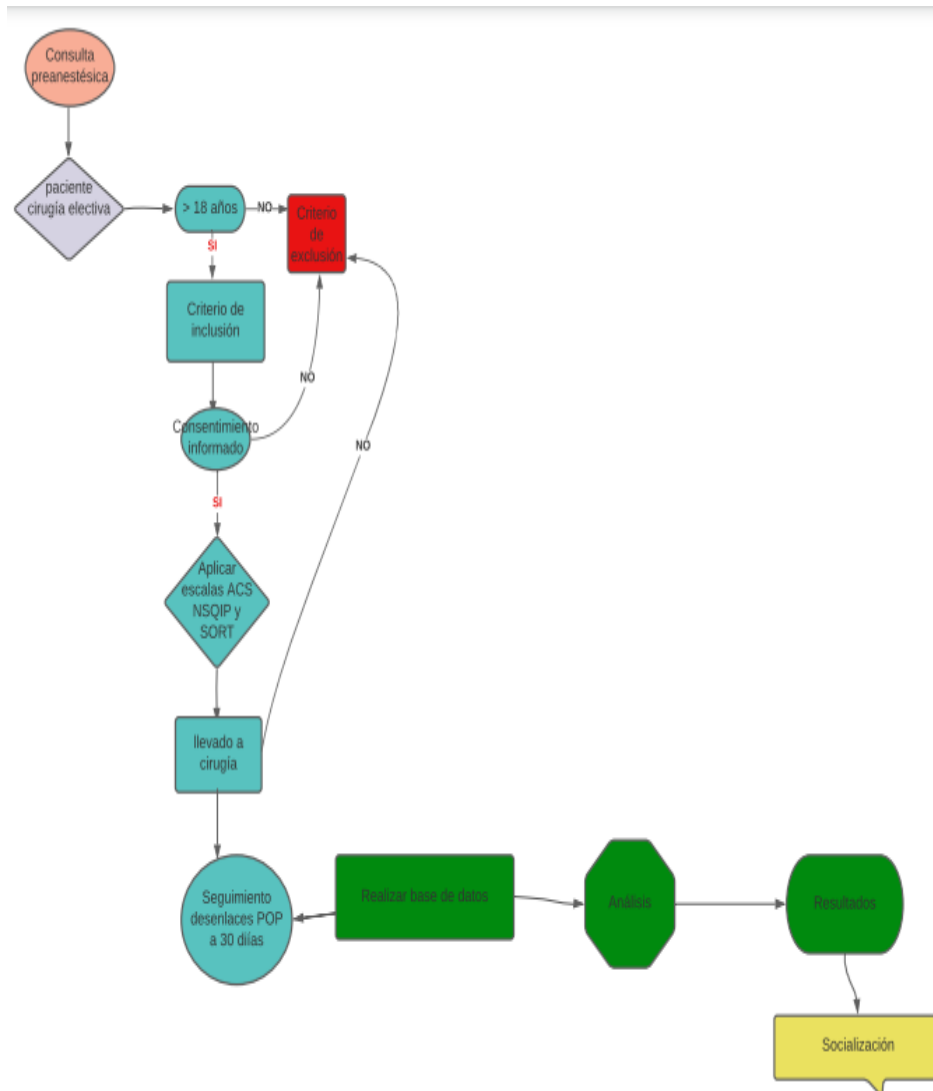 Consulta
preanestésica
paciente
cirugía electiva
> 18 años
NO
Criterio
de
exclusión
SI
Criterio de
inclusión
NO
Consentimiento
informado
NO
SI
Aplicar
escalas ACS
NSQIP y
SORT
llevado a
cirugía
Seguimiento
desenlaces POP
a 30 diías
Realizar base de datos
Análisis
Resultados
Socialización